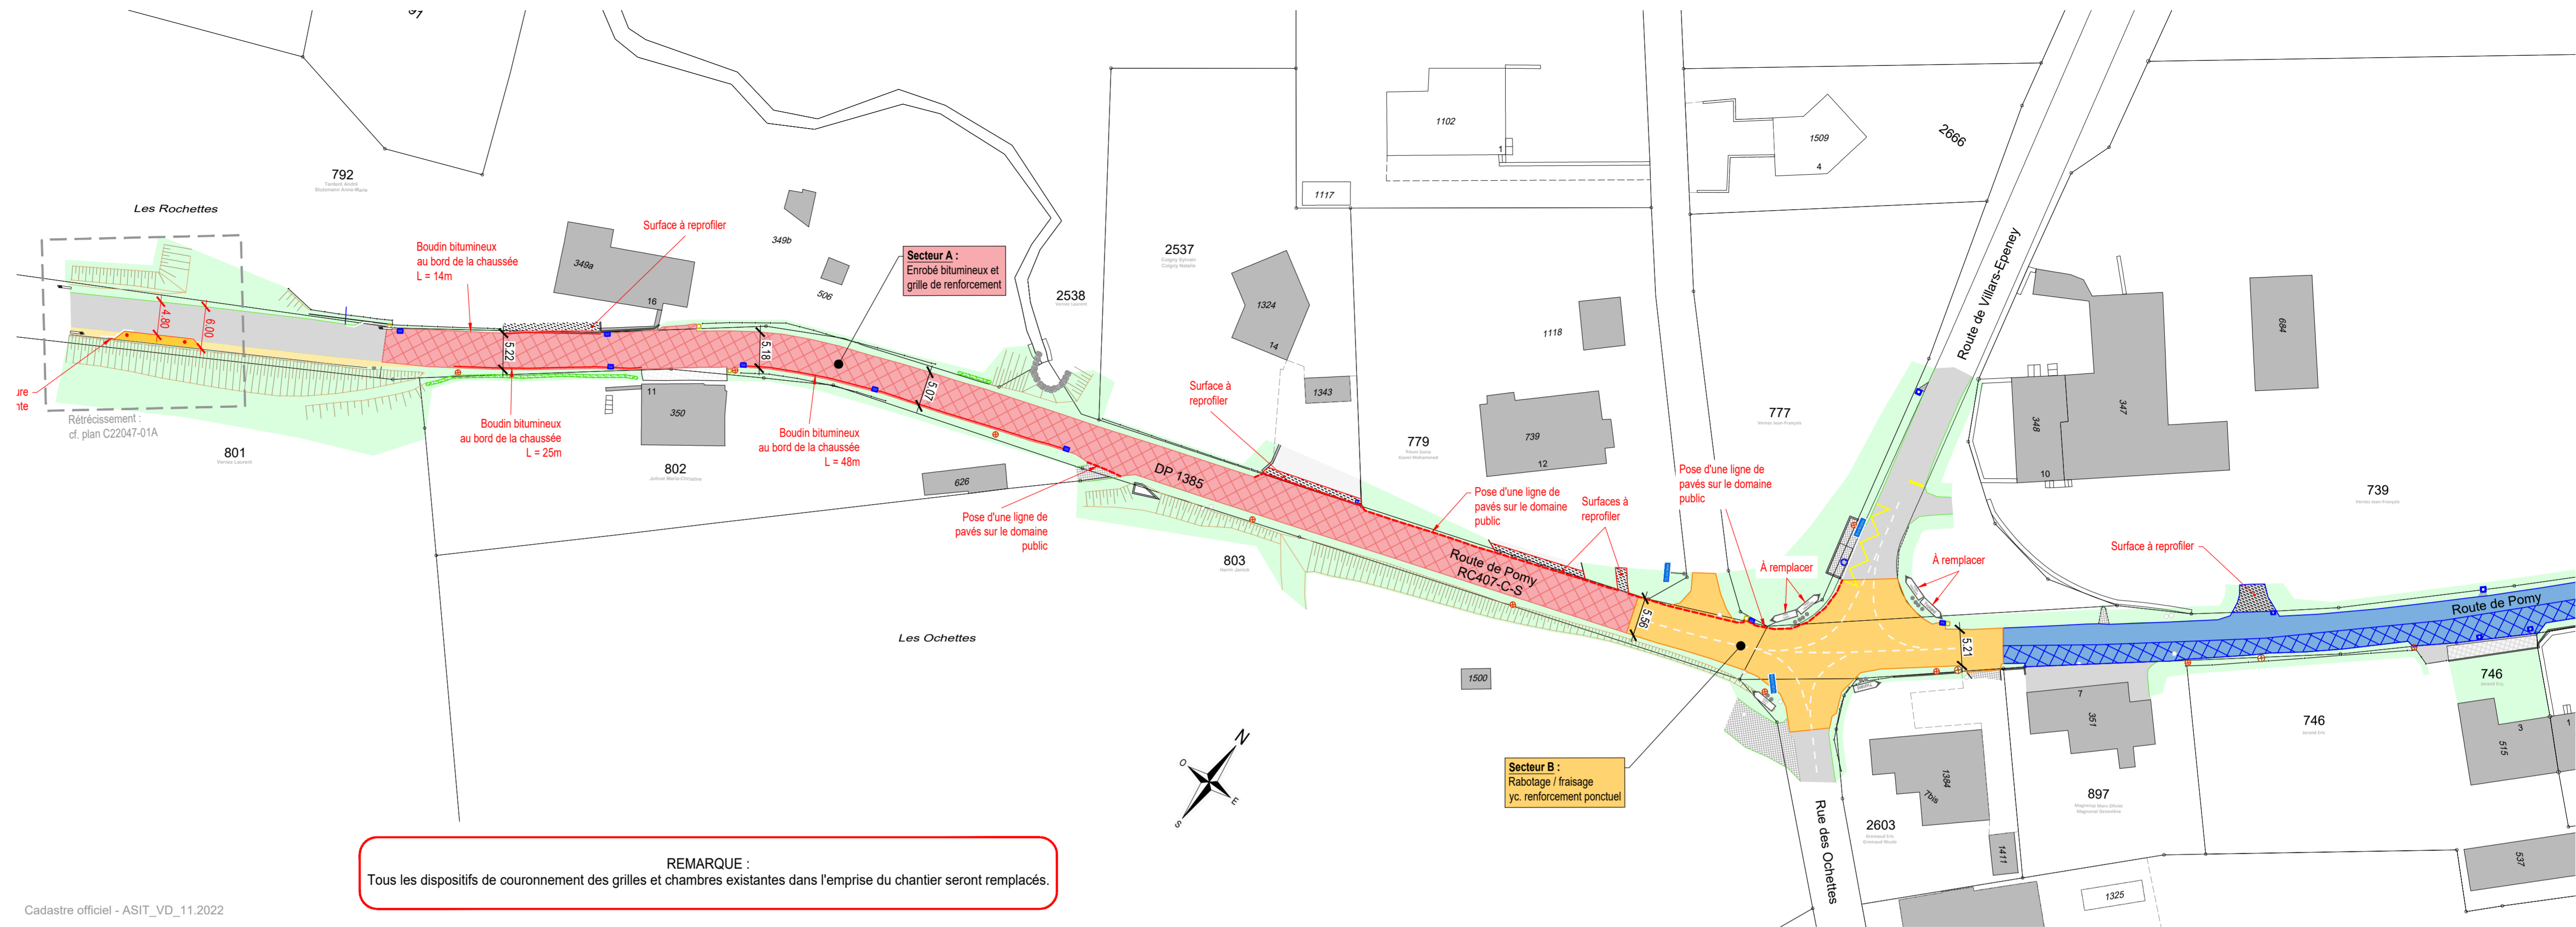 792
Tardent André
Les Rochettes
Boudin bitumineux
au bord de la chaussée
L = 14m
Surface à reprofiler
349a
16
349b
506
Secteur A :
Enrobé bitumineux et
grille de renforcement
4.80
6.00
5.22
5.18
5.07
ure
nte
Rétrécissement :
cf. plan C22047-01A
801
Boudin bitumineux
au bord de la chaussée
L = 25m
11
350
802
Boudin bitumineux
au bord de la chaussée
L = 48m
626
2538
2537
1324
14
1343
1102
1
1117
1118
779
739
12
Surface à
reprofiler
DP 1385
Pose d'une ligne de
pavés sur le domaine
public
803
Les Ochettes
Pose d'une ligne de
pavés sur le domaine
public
Surfaces à
reprofiler
Route de Pomy
RC407-C-S
5.56
1500
Pose d'une ligne de
pavés sur le domaine
public
777
1509
4
2666
Route de Villars-Epeney
À remplacer
À remplacer
5.21
348
10
347
684
739
Surface à reprofiler
Route de Pomy
Secteur B :
Rabotage / fraisage
yc. renforcement ponctuel
Rue des Ochettes
1384
7bis
2603
1411
7
351
897
746
746
3
1
515
537
1325
N
O
E
S
REMARQUE :
Tous les dispositifs de couronnement des grilles et chambres existantes dans l'emprise du chantier seront remplacés.
Cadastre officiel - ASIT_VD_11.2022